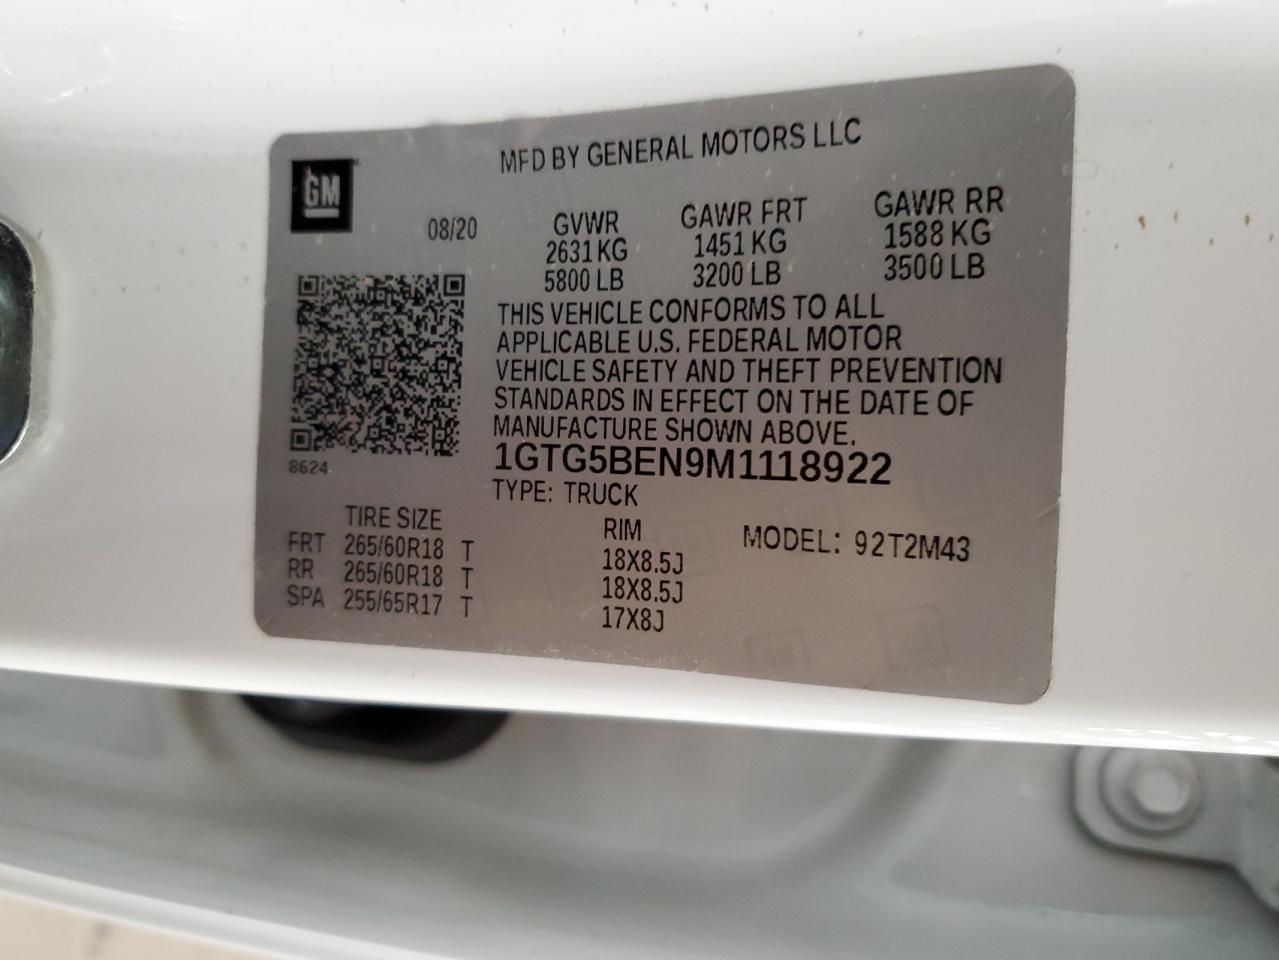 GM
MFD BY GENERAL MOTORS LLC
08/20 GVWR GAWR FRT GAWR RR
2631 KG 1451 KG 1588 KG
5800 LB 3200 LB 3500 LB
THIS VEHICLE CONFORMS TO ALL
APPLICABLE U.S. FEDERAL MOTOR
VEHICLE SAFETY AND THEFT PREVENTION
STANDARDS IN EFFECT ON THE DATE OF
MANUFACTURE SHOWN ABOVE.
8624
1GTG5BEN9M1118922
TYPE: TRUCK
TIRE SIZE RIM MODEL: 92T2M43
FRT 265/60R18 T 18X8.5J
RR 265/60R18 T 18X8.5J
SPA 255/65R17 T 17X8J